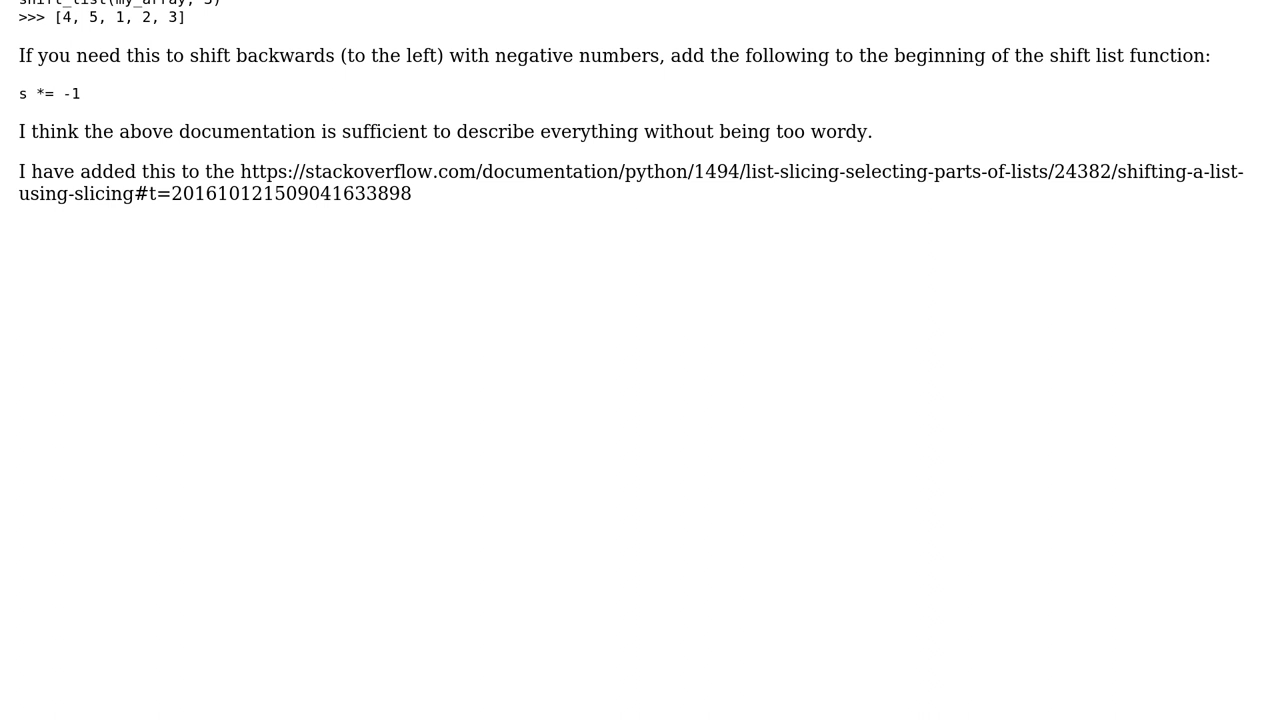 shift_list(my_array, 5)
>>> [4, 5, 1, 2, 3]
If you need this to shift backwards (to the left) with negative numbers, add the following to the beginning of the shift list function:
s *= -1
I think the above documentation is sufficient to describe everything without being too wordy.
I have added this to the https://stackoverflow.com/documentation/python/1494/list-slicing-selecting-parts-of-lists/24382/shifting-a-list-
using-slicing#t=201610121509041633898